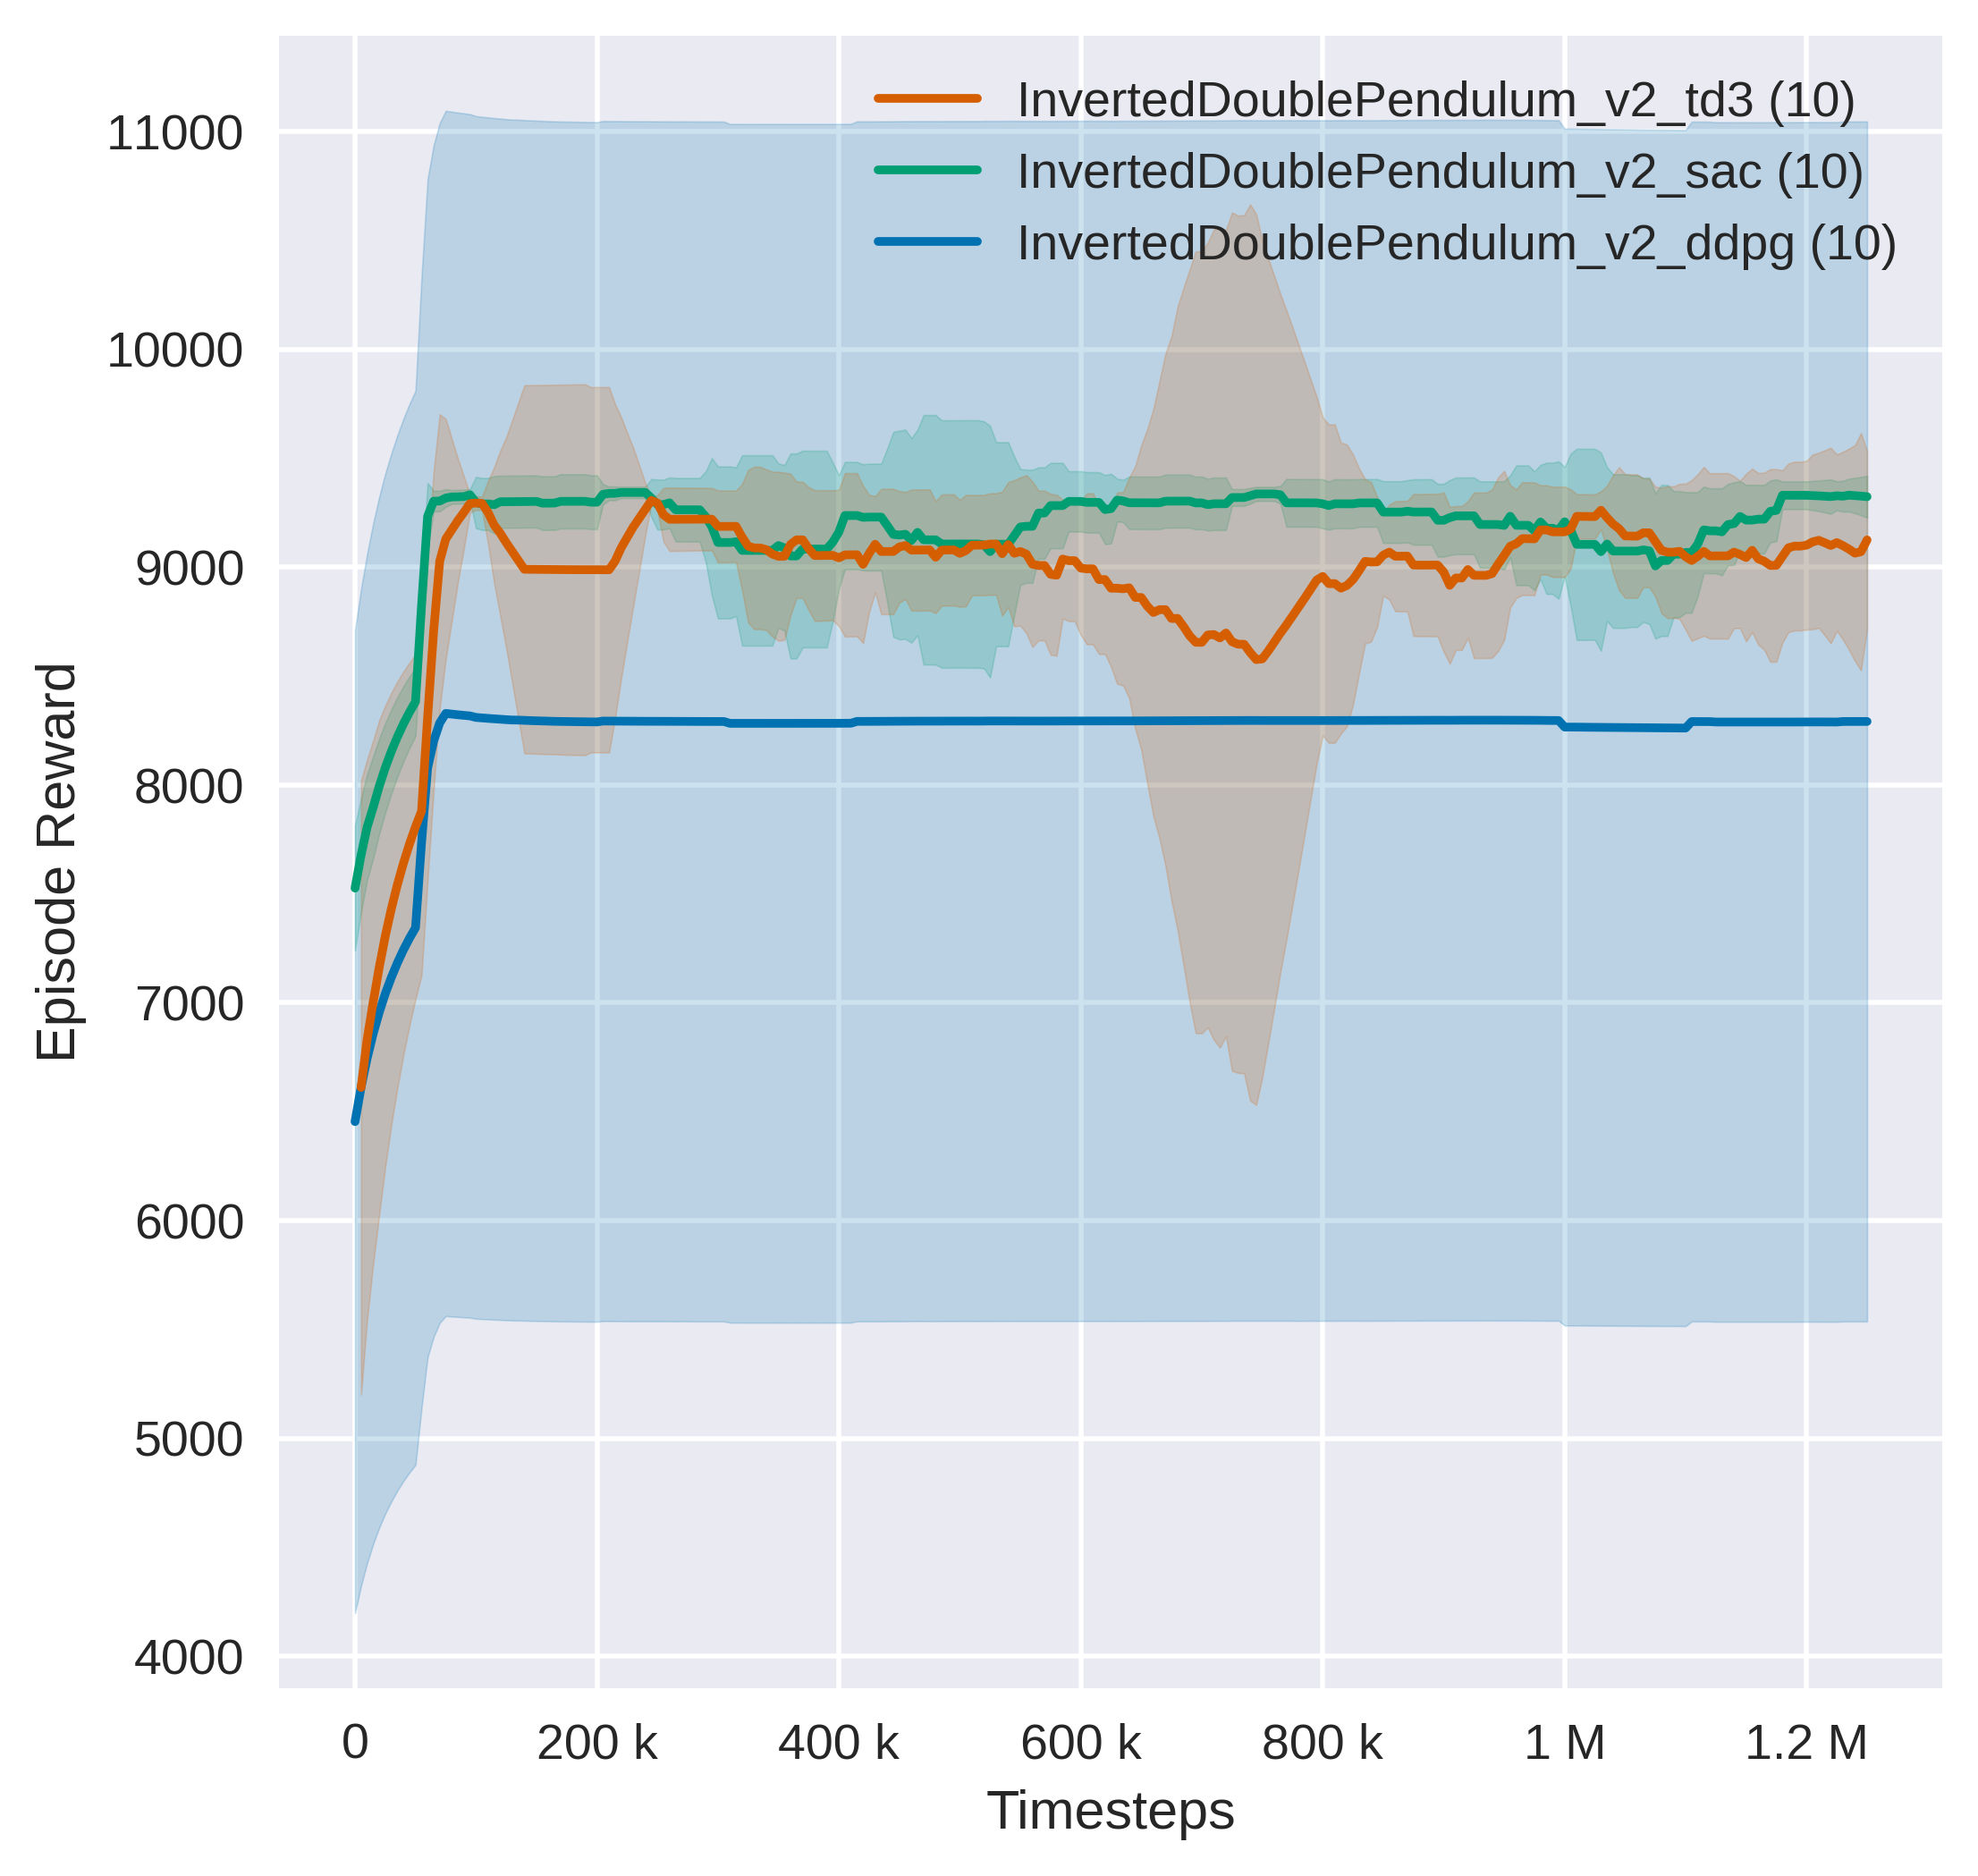 InvertedDoublePendulum_v2_td3 (10)
InvertedDoublePendulum_v2_sac (10)
InvertedDoublePendulum_v2_ddpg (10)
11000
10000
9000
8000
7000
6000
5000
4000
Episode Reward
0
200 k
400 k
600 k
800 k
1 M
1.2 M
Timesteps